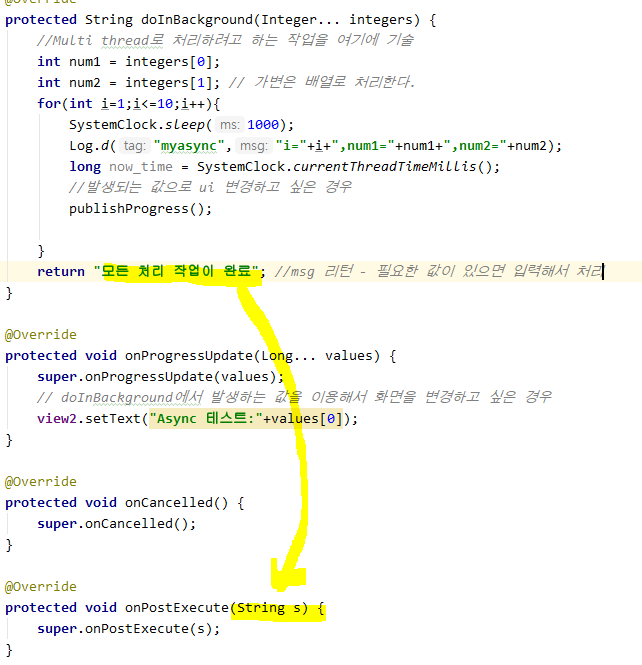 @Override
protected String doInBackground(Integer... integers) {
//Multi thread로 처리하려고 하는 작업을 여기에 기술
int num1 = integers[0];
int num2 = integers[1]; // 가변은 배열로 처리한다.
for(int i=1;i<=10;i++){
SystemClock.sleep( ms: 1000);
Log.d( tag: "myasync", msg: "i="+i+",num1="+num1+",num2="+num2);
long now_time = SystemClock.currentThreadTimeMillis();
//발생되는 값으로 ui 변경하고 싶은 경우
publishProgress();
}
return "모든 처리 작업이 완료"; //msg 리턴 - 필요한 값이 있으면 입력해서 처리
}
@Override
protected void onProgressUpdate(Long... values) {
super.onProgressUpdate(values);
// doInBackground에서 발생하는 값을 이용해서 화면을 변경하고 싶은 경우
view2.setText("Async 테스트:"+values[0]);
}
@Override
protected void onCancelled() {
super.onCancelled();
}
@Override
protected void onPostExecute(String s) {
super.onPostExecute(s);
}